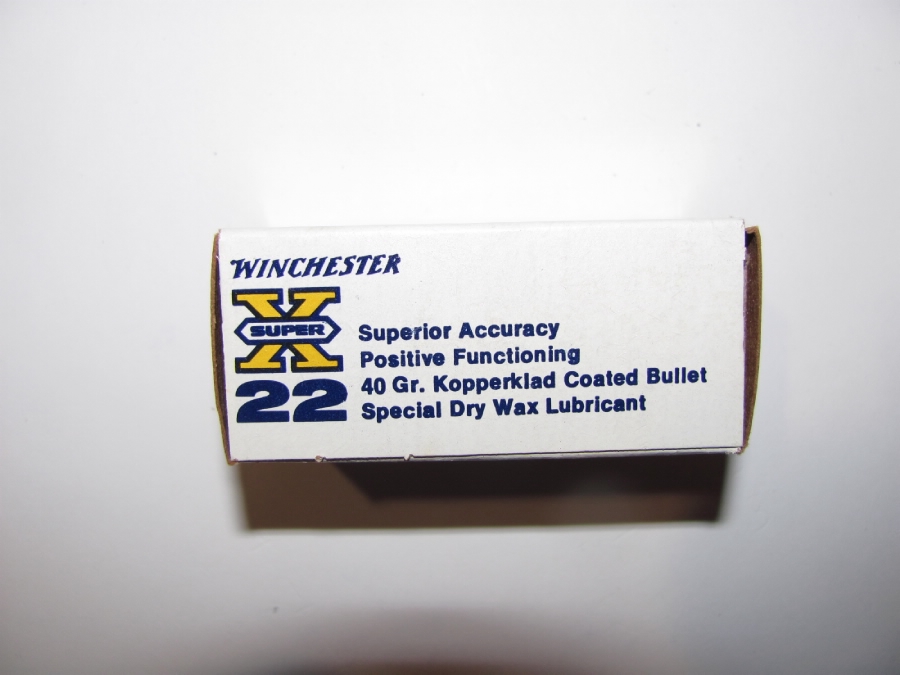 WINCHESTER
SUPER
X
22
Superior Accuracy
Positive Functioning
40 Gr. Kopperklad Coated Bullet
Special Dry Wax Lubricant